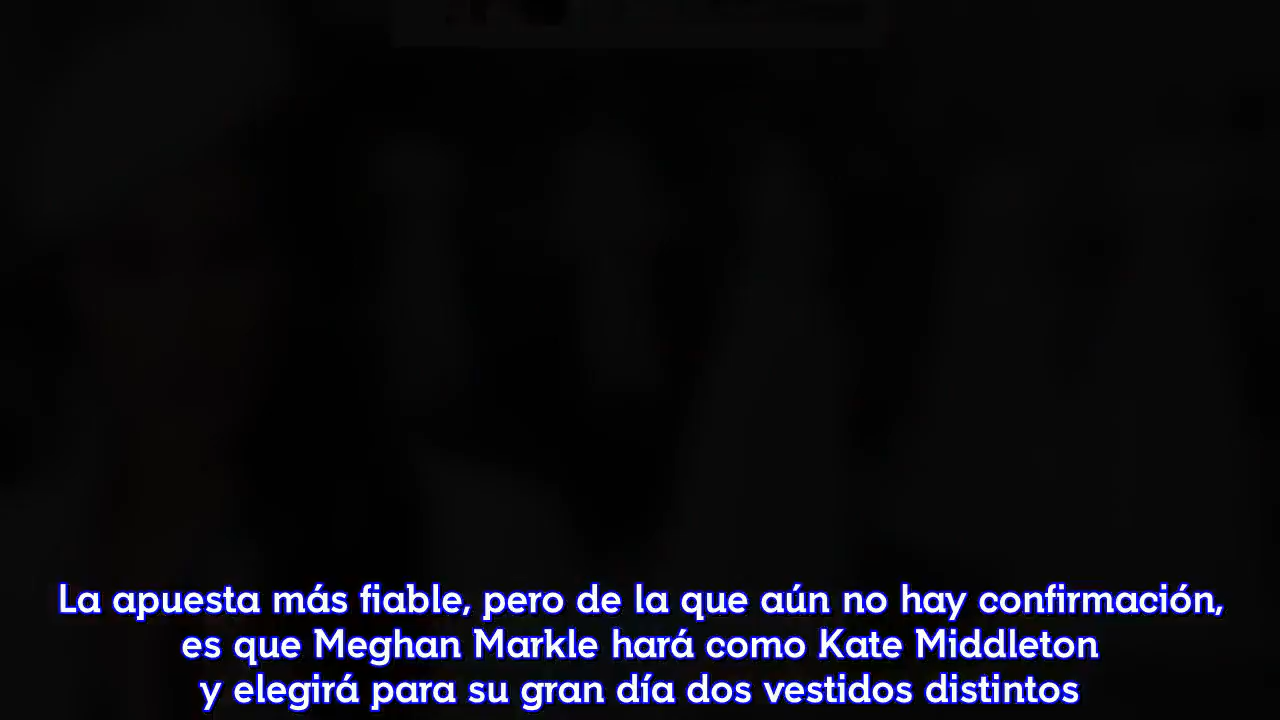 La apuesta más fiable, pero de la que aún no hay confirmación,
es que Meghan Markle hará como Kate Middleton
y elegirá para su gran día dos vestidos distintos